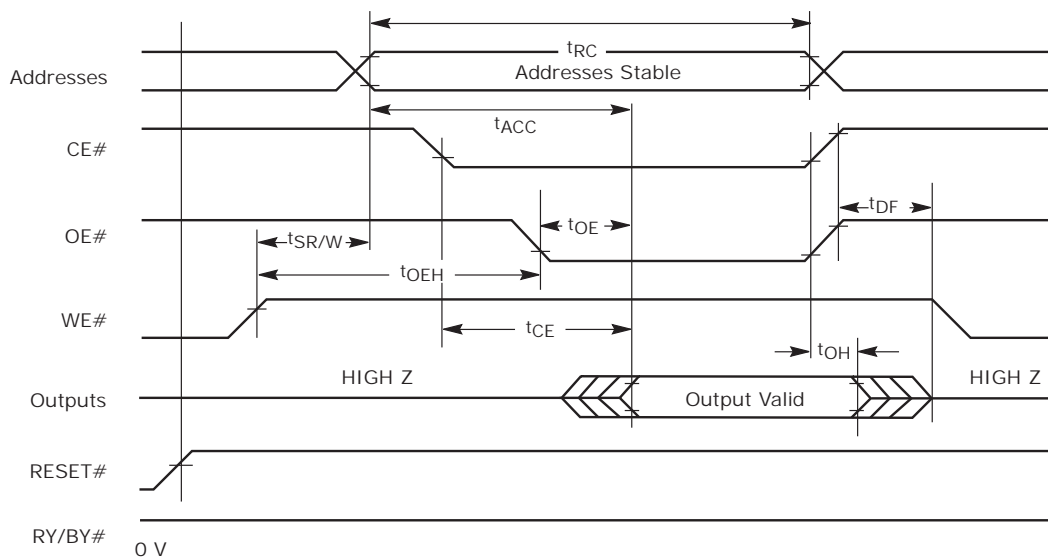 tRC
Addresses
Addresses Stable
tACC
CE#
tDF
OE#
tOE
tSR/W
tOEH
WE#
tCE
tOH
HIGH Z
HIGH Z
Outputs
Output Valid
RESET#
RY/BY#
0 V